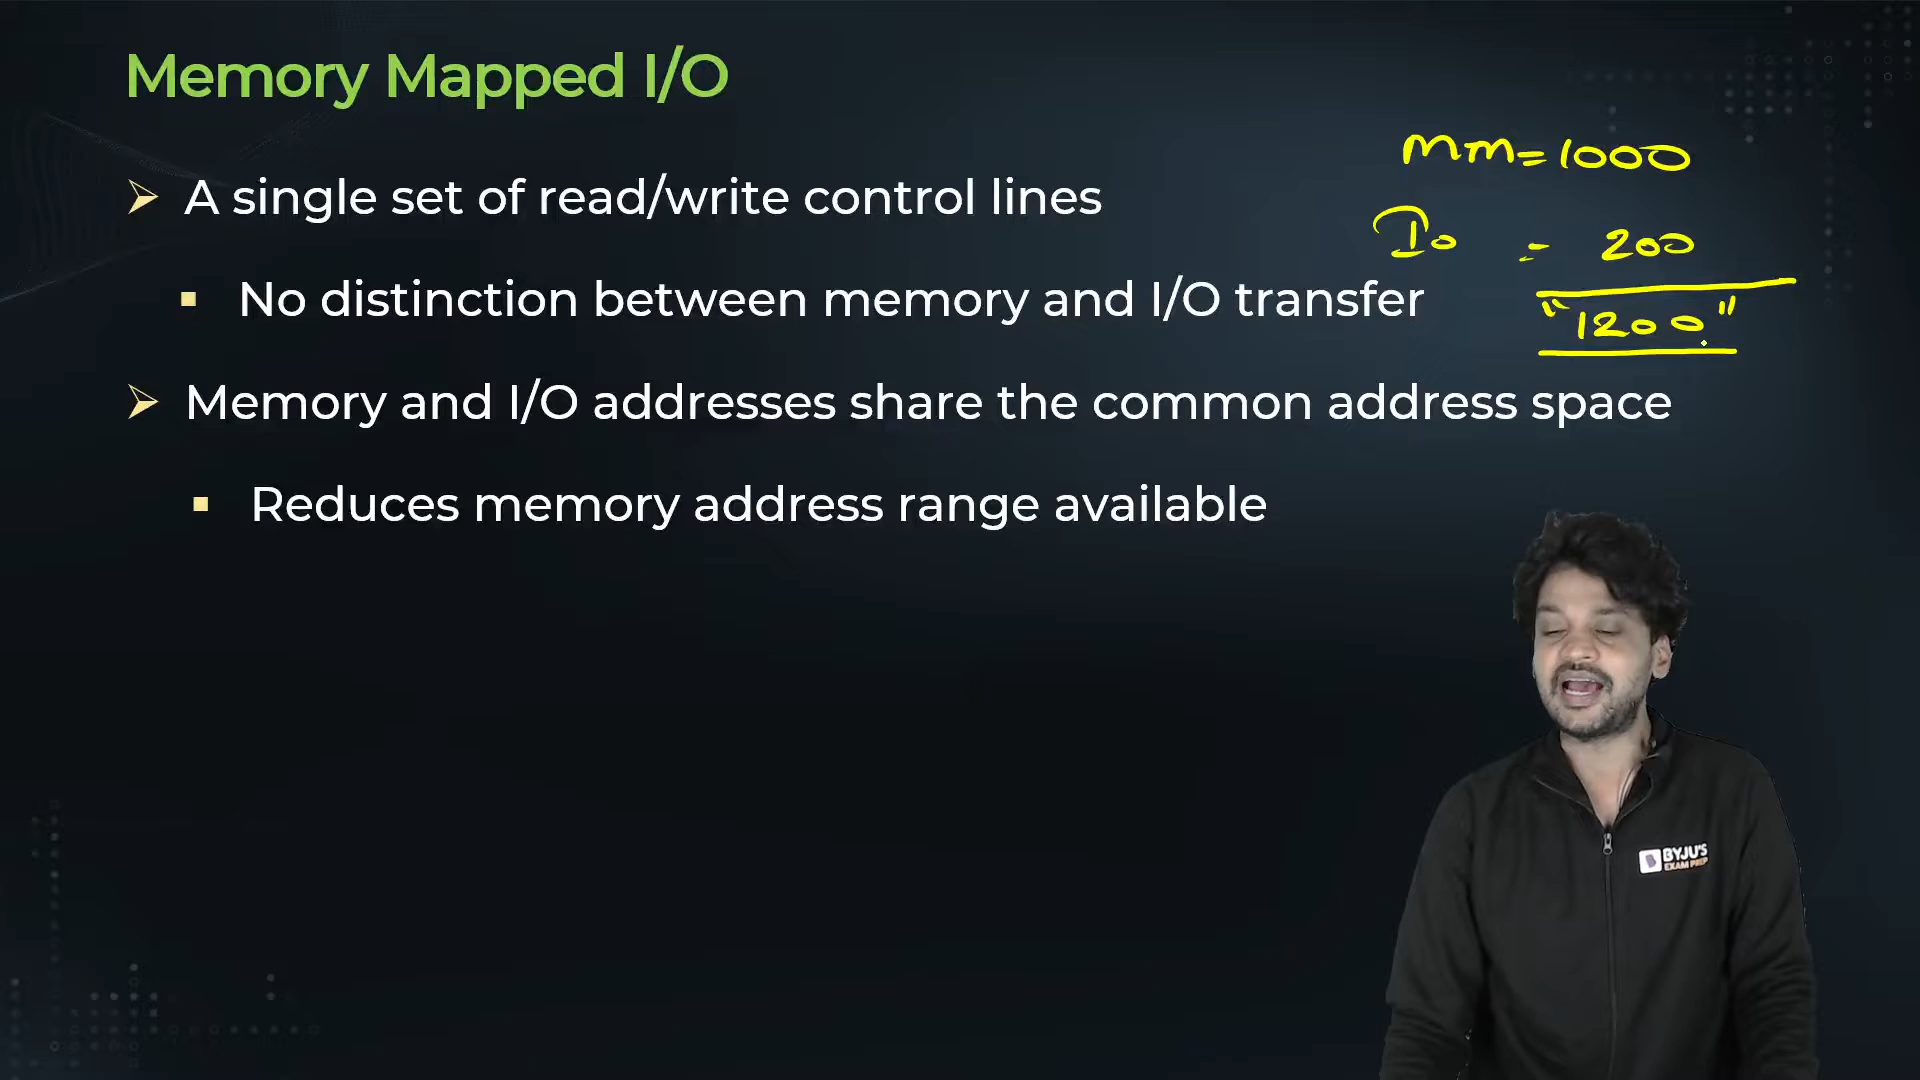 Memory Mapped I/O
➤ A single set of read/write control lines
▪ No distinction between memory and I/O transfer
➤ Memory and I/O addresses share the common address space
▪ Reduces memory address range available
MM=1000
IO = 200
"1200"
BYJU'S
EXAM PREP